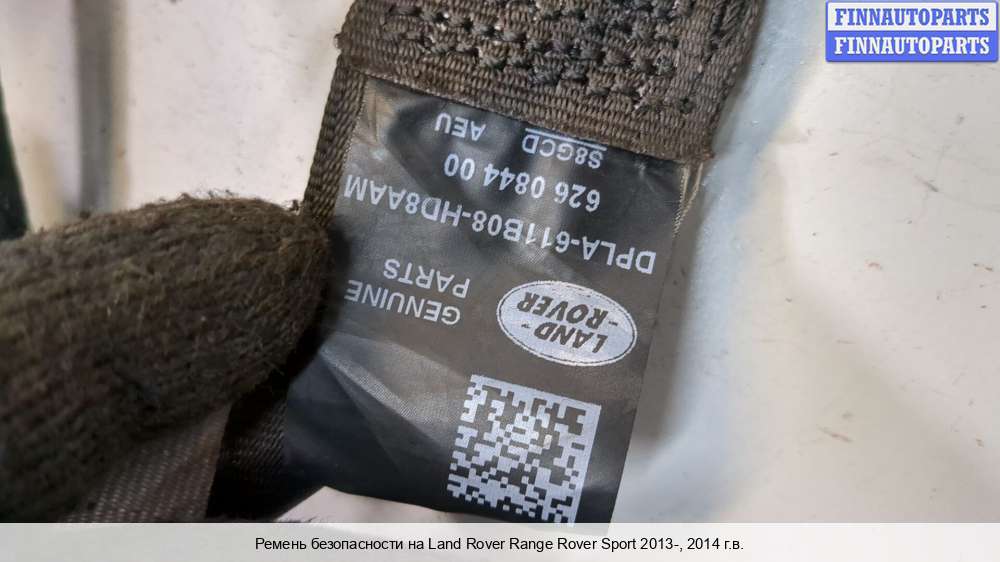 FINNAUTOPARTS
FINNAUTOPARTS
LAND-
-ROVER
GENUINE
PARTS
DPLA-611B08-HD8AAM
626 0844 00
S8GCD
AEU
Ремень безопасности на Land Rover Range Rover Sport 2013-, 2014 г.в.